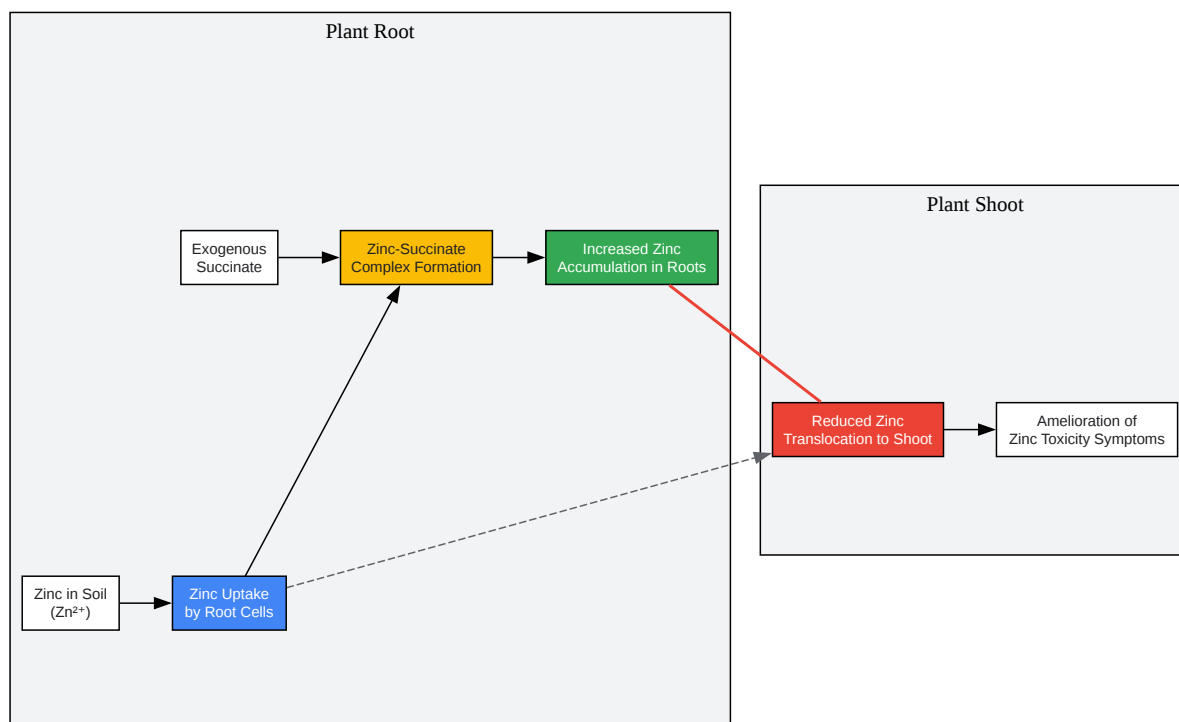 Plant Root
Plant Shoot
Exogenous
Succinate
Zinc-Succinate
Complex Formation
Increased Zinc
Accumulation in Roots
Reduced Zinc
Translocation to Shoot
Amelioration of
Zinc Toxicity Symptoms
Zinc in Soil
(Zn²⁺)
Zinc Uptake
by Root Cells